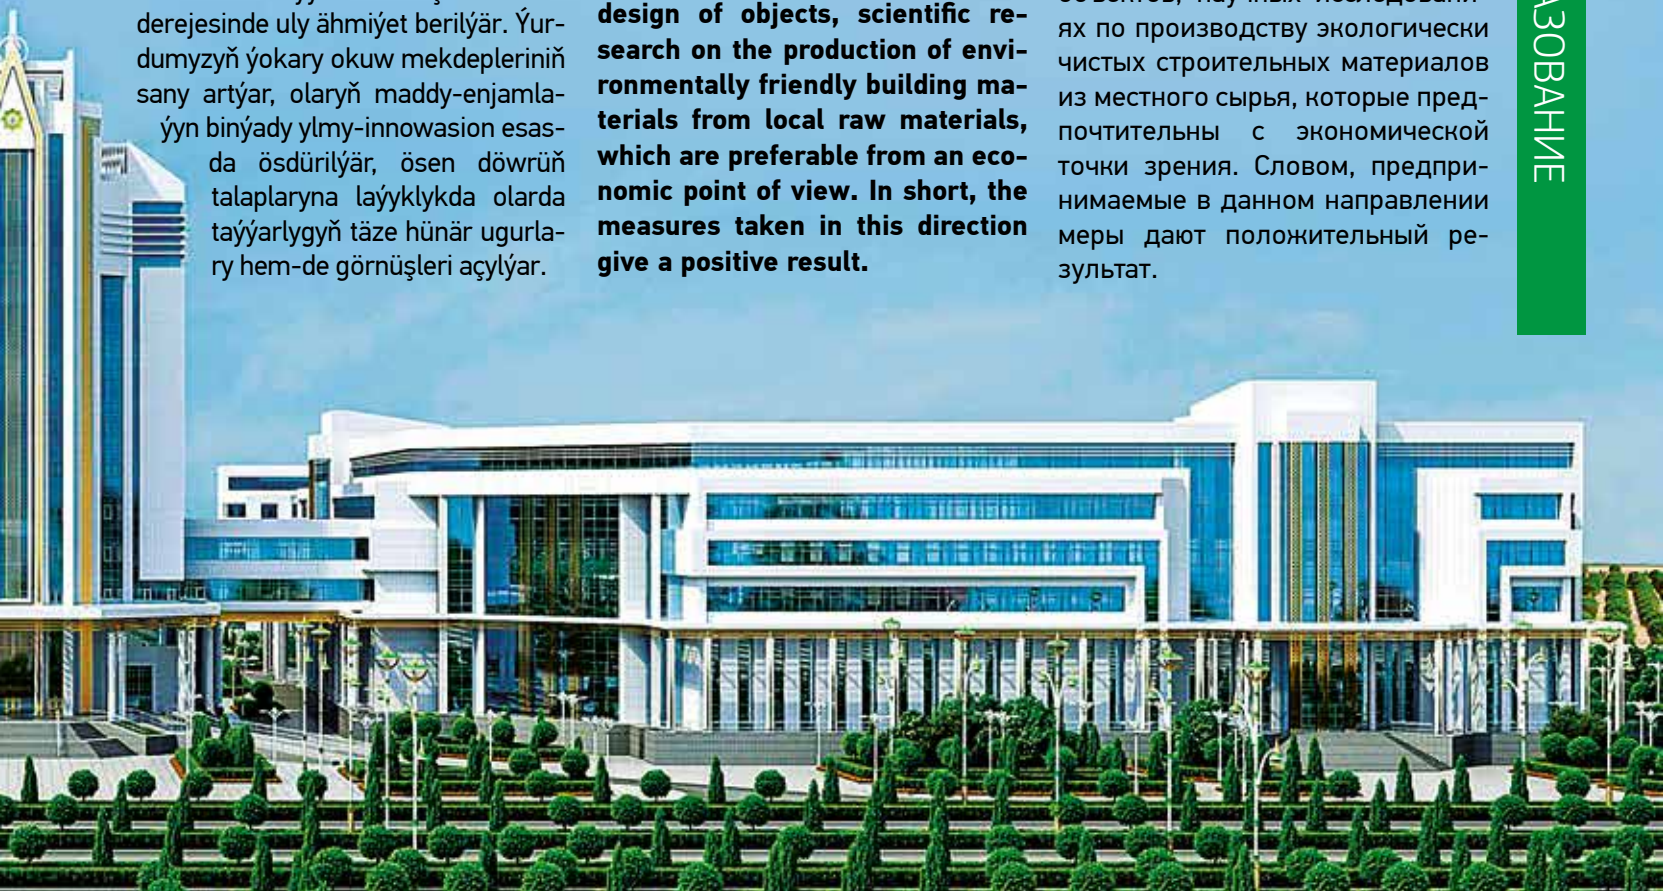 derejesinde uly ähmiýet berilýär. Ýur-
dumyzyň ýokary okuw mekdepleriniň
sany artýar, olaryň maddy-enjamla-
ýyn binýady ylmy-innowasion esas-
da ösdürilýär, ösen döwrüň
talaplaryna laýyklykda olarda
taýýarlygyň täze hünär ugurla-
ry hem-de görnüşleri açylýar.
design of objects, scientific re-
search on the production of envi-
ronmentally friendly building ma-
terials from local raw materials,
which are preferable from an eco-
nomic point of view. In short, the
measures taken in this direction
give a positive result.
объектов, научных исследовани-
ях по производству экологически
чистых строительных материалов
из местного сырья, которые пред-
почтительны с экономической
точки зрения. Словом, предпри-
нимаемые в данном направлении
меры дают положительный ре-
зультат.
АЗОВАНИЕ